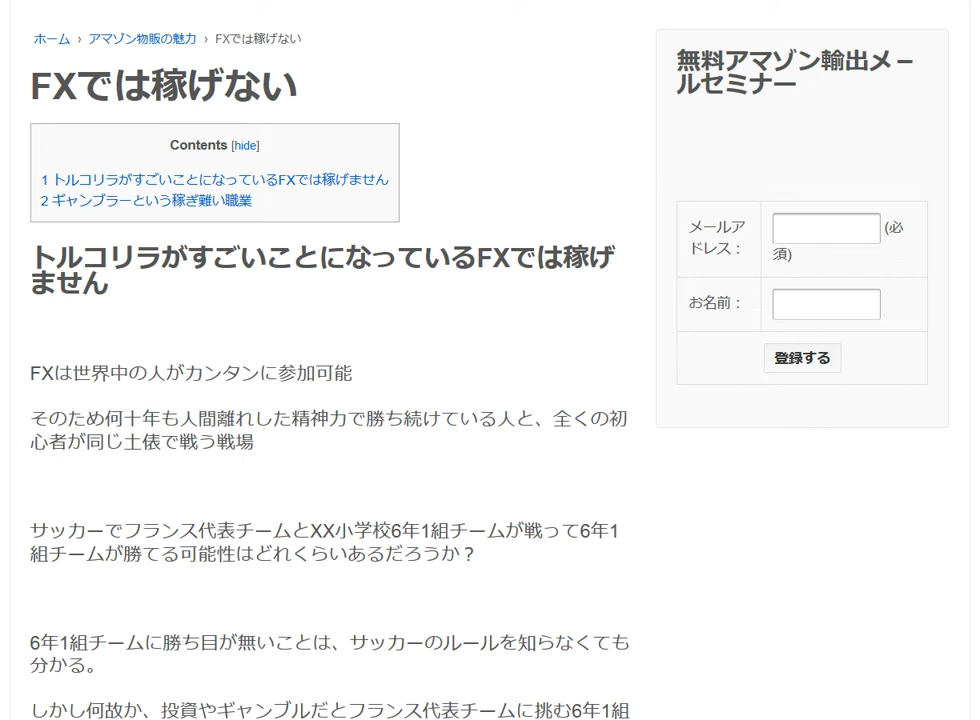 ホーム › アマゾン物販の魅力 › FXでは稼げない
FXでは稼げない
Contents [hide]
1 トルコリラがすごいことになっているFXでは稼げません
2 ギャンブラーという稼ぎ難い職業
トルコリラがすごいことになっているFXでは稼げ
ません
FXは世界中の人がカンタンに参加可能
そのため何十年も人間離れした精神力で勝ち続けている人と、全くの初
心者が同じ土俵で戦う戦場
サッカーでフランス代表チームとXX小学校6年1組チームが戦って6年1
組チームが勝てる可能性はどれくらいあるだろうか？
6年1組チームに勝ち目が無いことは、サッカーのルールを知らなくても
分かる。
しかし何故か、投資やギャンブルだとフランス代表チームに挑む6年1組
無料アマゾン輸出メー
ルセミナー
メールア
ドレス：
(必
須)
お名前：
登録する